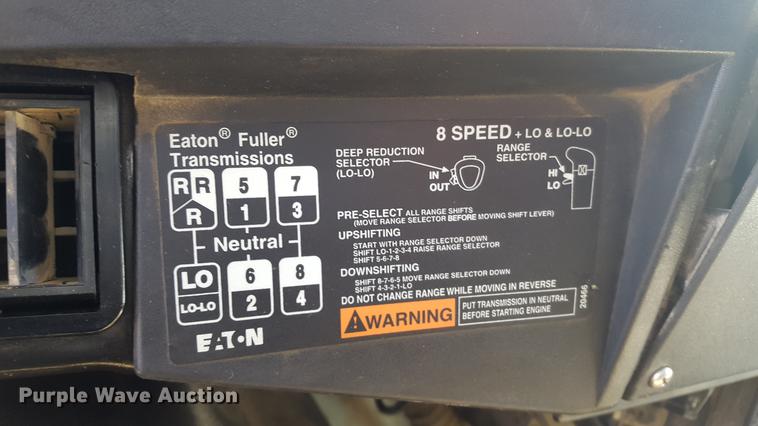 Eaton® Fuller®
Transmissions
8 SPEED + LO & LO-LO
DEEP REDUCTION
SELECTOR
(LO-LO)
IN
OUT
RANGE
SELECTOR
HI
LO
R R 5 7
R 1 3
Neutral
LO 6 8
LO-LO 2 4
PRE-SELECT ALL RANGE SHIFTS
(MOVE RANGE SELECTOR BEFORE MOVING SHIFT LEVER)
UPSHIFTING
START WITH RANGE SELECTOR DOWN
SHIFT LO-1-2-3-4 RAISE RANGE SELECTOR
SHIFT 5-6-7-8
DOWNSHIFTING
SHIFT 8-7-6-5 MOVE RANGE SELECTOR DOWN
SHIFT 4-3-2-1-LO
DO NOT CHANGE RANGE WHILE MOVING IN REVERSE
WARNING
PUT TRANSMISSION IN NEUTRAL
BEFORE STARTING ENGINE
20466
EATON
Purple Wave Auction